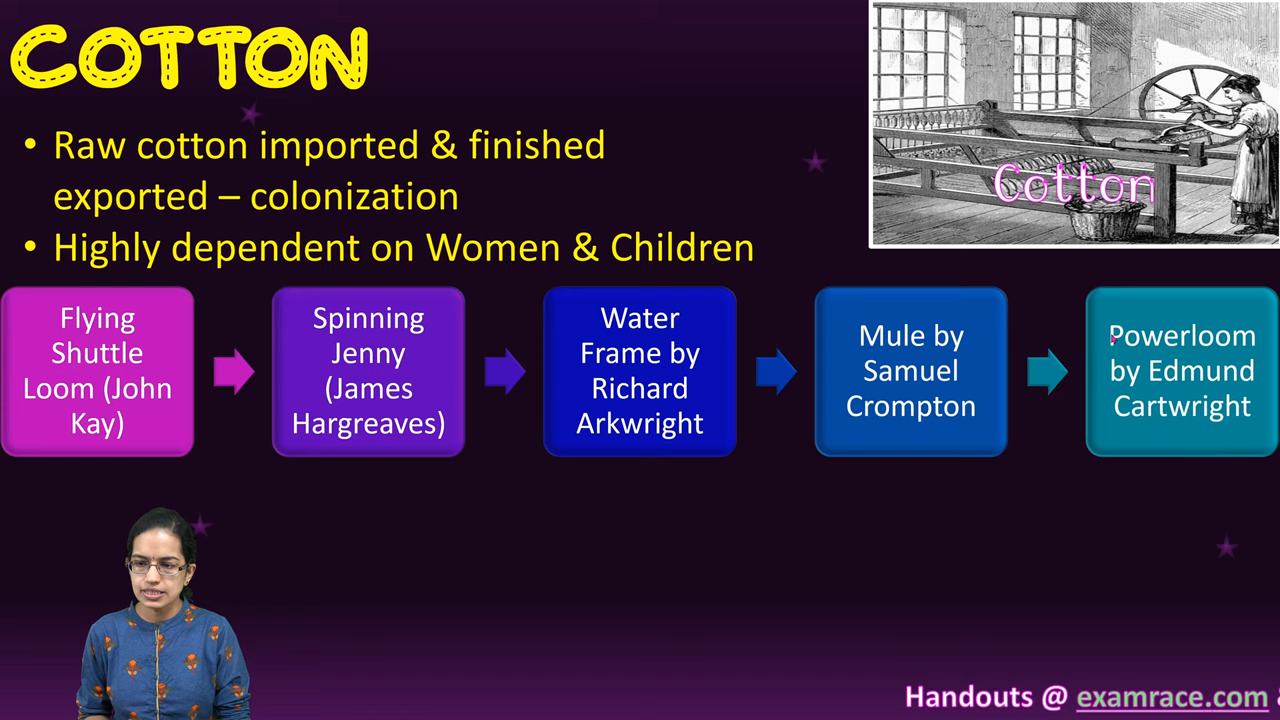 COTTON
• Raw cotton imported & finished
exported – colonization
• Highly dependent on Women & Children
Cotton
Flying
Shuttle
Loom (John
Kay)
Spinning
Jenny
(James
Hargreaves)
Water
Frame by
Richard
Arkwright
Mule by
Samuel
Crompton
Powerloom
by Edmund
Cartwright
Handouts @ examrace.com